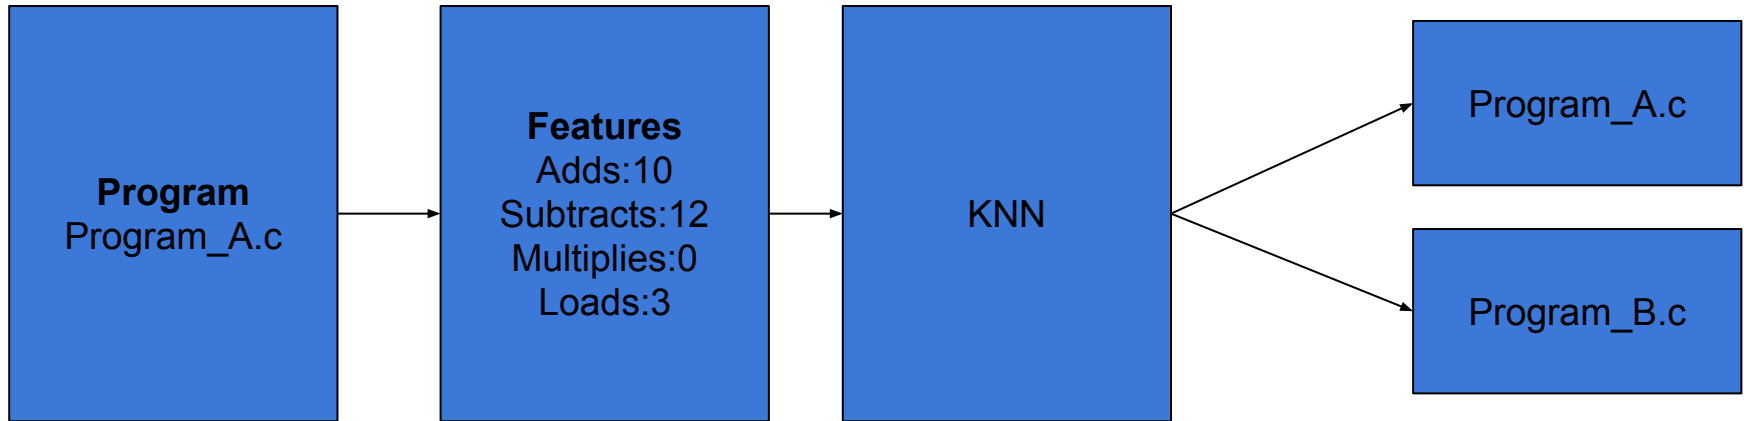 Program
Program_A.c
Features
Adds:10
Subtracts:12
Multiplies:0
Loads:3
KNN
Program_A.c
Program_B.c